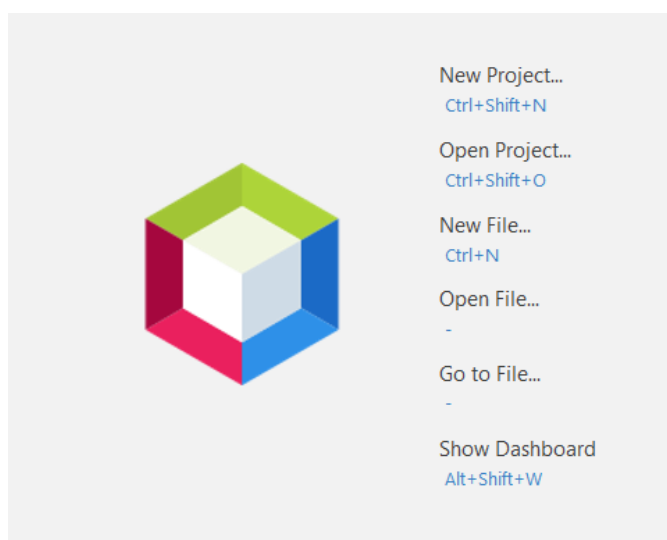 New Project...
Ctrl+Shift+N
Open Project...
Ctrl+Shift+O
New File...
Ctrl+N
Open File...
-
Go to File...
-
Show Dashboard
Alt+Shift+W